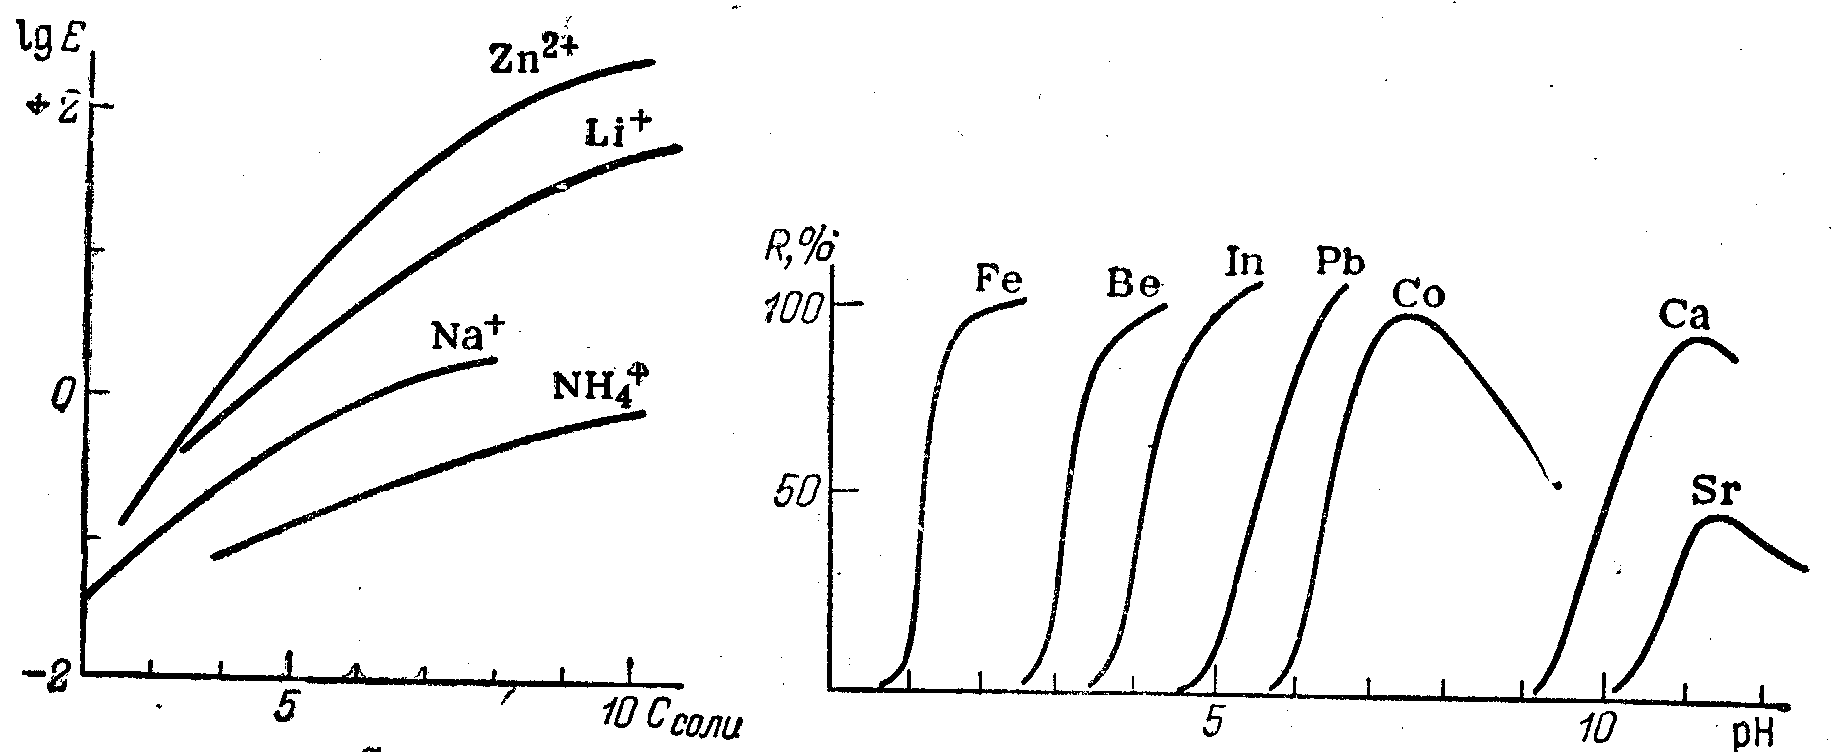 lg E
Zn²⁺
+2
Li⁺
Na⁺
0
NH₄⁺
-2
5
10 Cсоли
R,%
100
50
Fe
Be
In
Pb
Co
Ca
Sr
5
10
pH